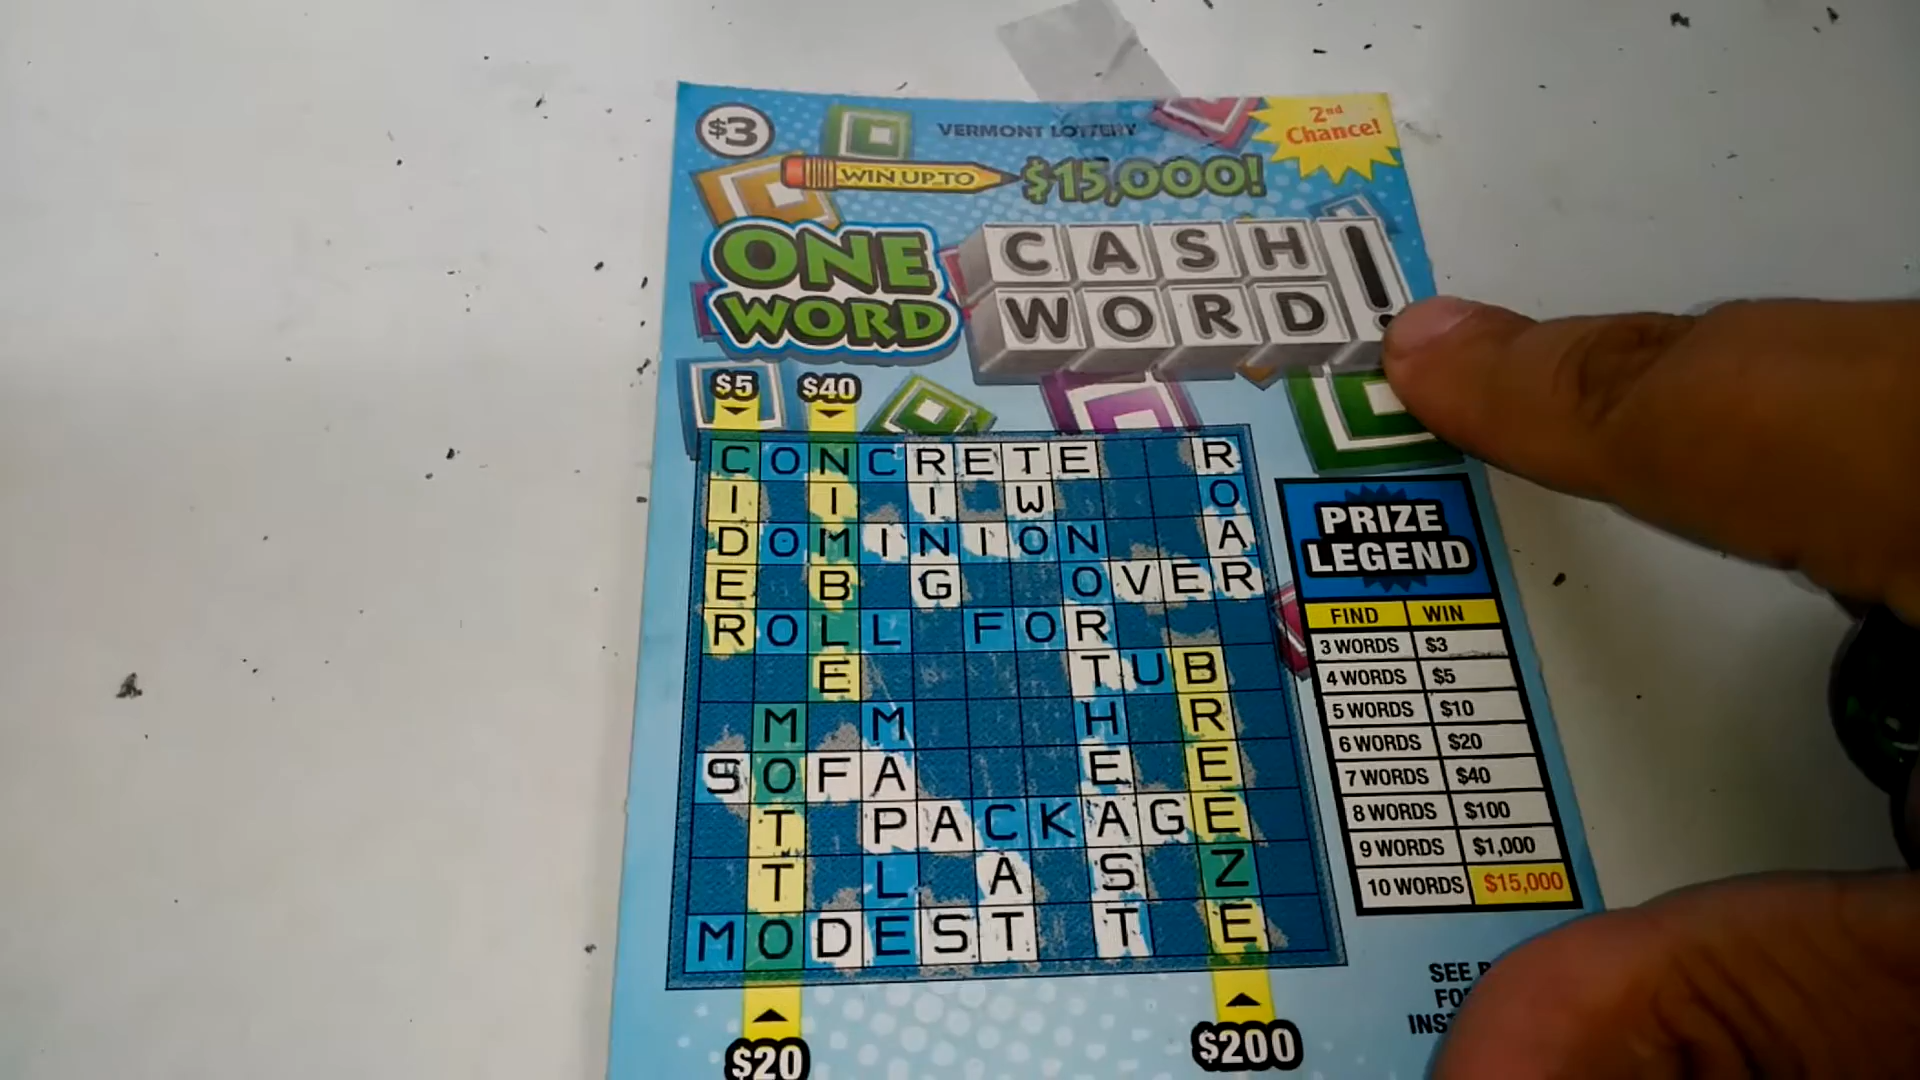 $3
VERMONT LOTTERY
2nd
Chance!
WIN UP TO $15,000!
ONE
WORD
CASH
WORD!
$5 $40
CONCRETE R
I I I W O
DOMINION A
E B G OVER
ROLL FOR
E TUB
M M H R
SOFA E E
T PACKAGE
T L A S Z
MODEST T E
$20 $200
PRIZE
LEGEND
FIND WIN
3 WORDS $3
4 WORDS $5
5 WORDS $10
6 WORDS $20
7 WORDS $40
8 WORDS $100
9 WORDS $1,000
10 WORDS $15,000
SEE